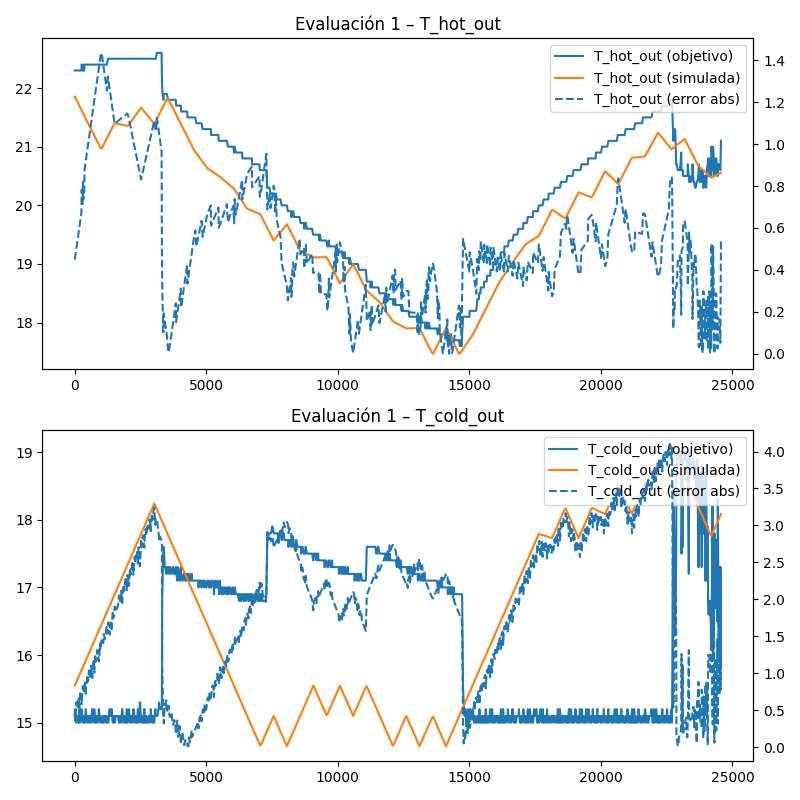 Evaluación 1 – T_hot_out
T_hot_out (objetivo)
T_hot_out (simulada)
T_hot_out (error abs)
22
21
20
19
18
1.4
1.2
1.0
0.8
0.6
0.4
0.2
0.0
0 5000 10000 15000 20000 25000
Evaluación 1 – T_cold_out
T_cold_out (objetivo)
T_cold_out (simulada)
T_cold_out (error abs)
19
18
17
16
15
4.0
3.5
3.0
2.5
2.0
1.5
1.0
0.5
0.0
0 5000 10000 15000 20000 25000